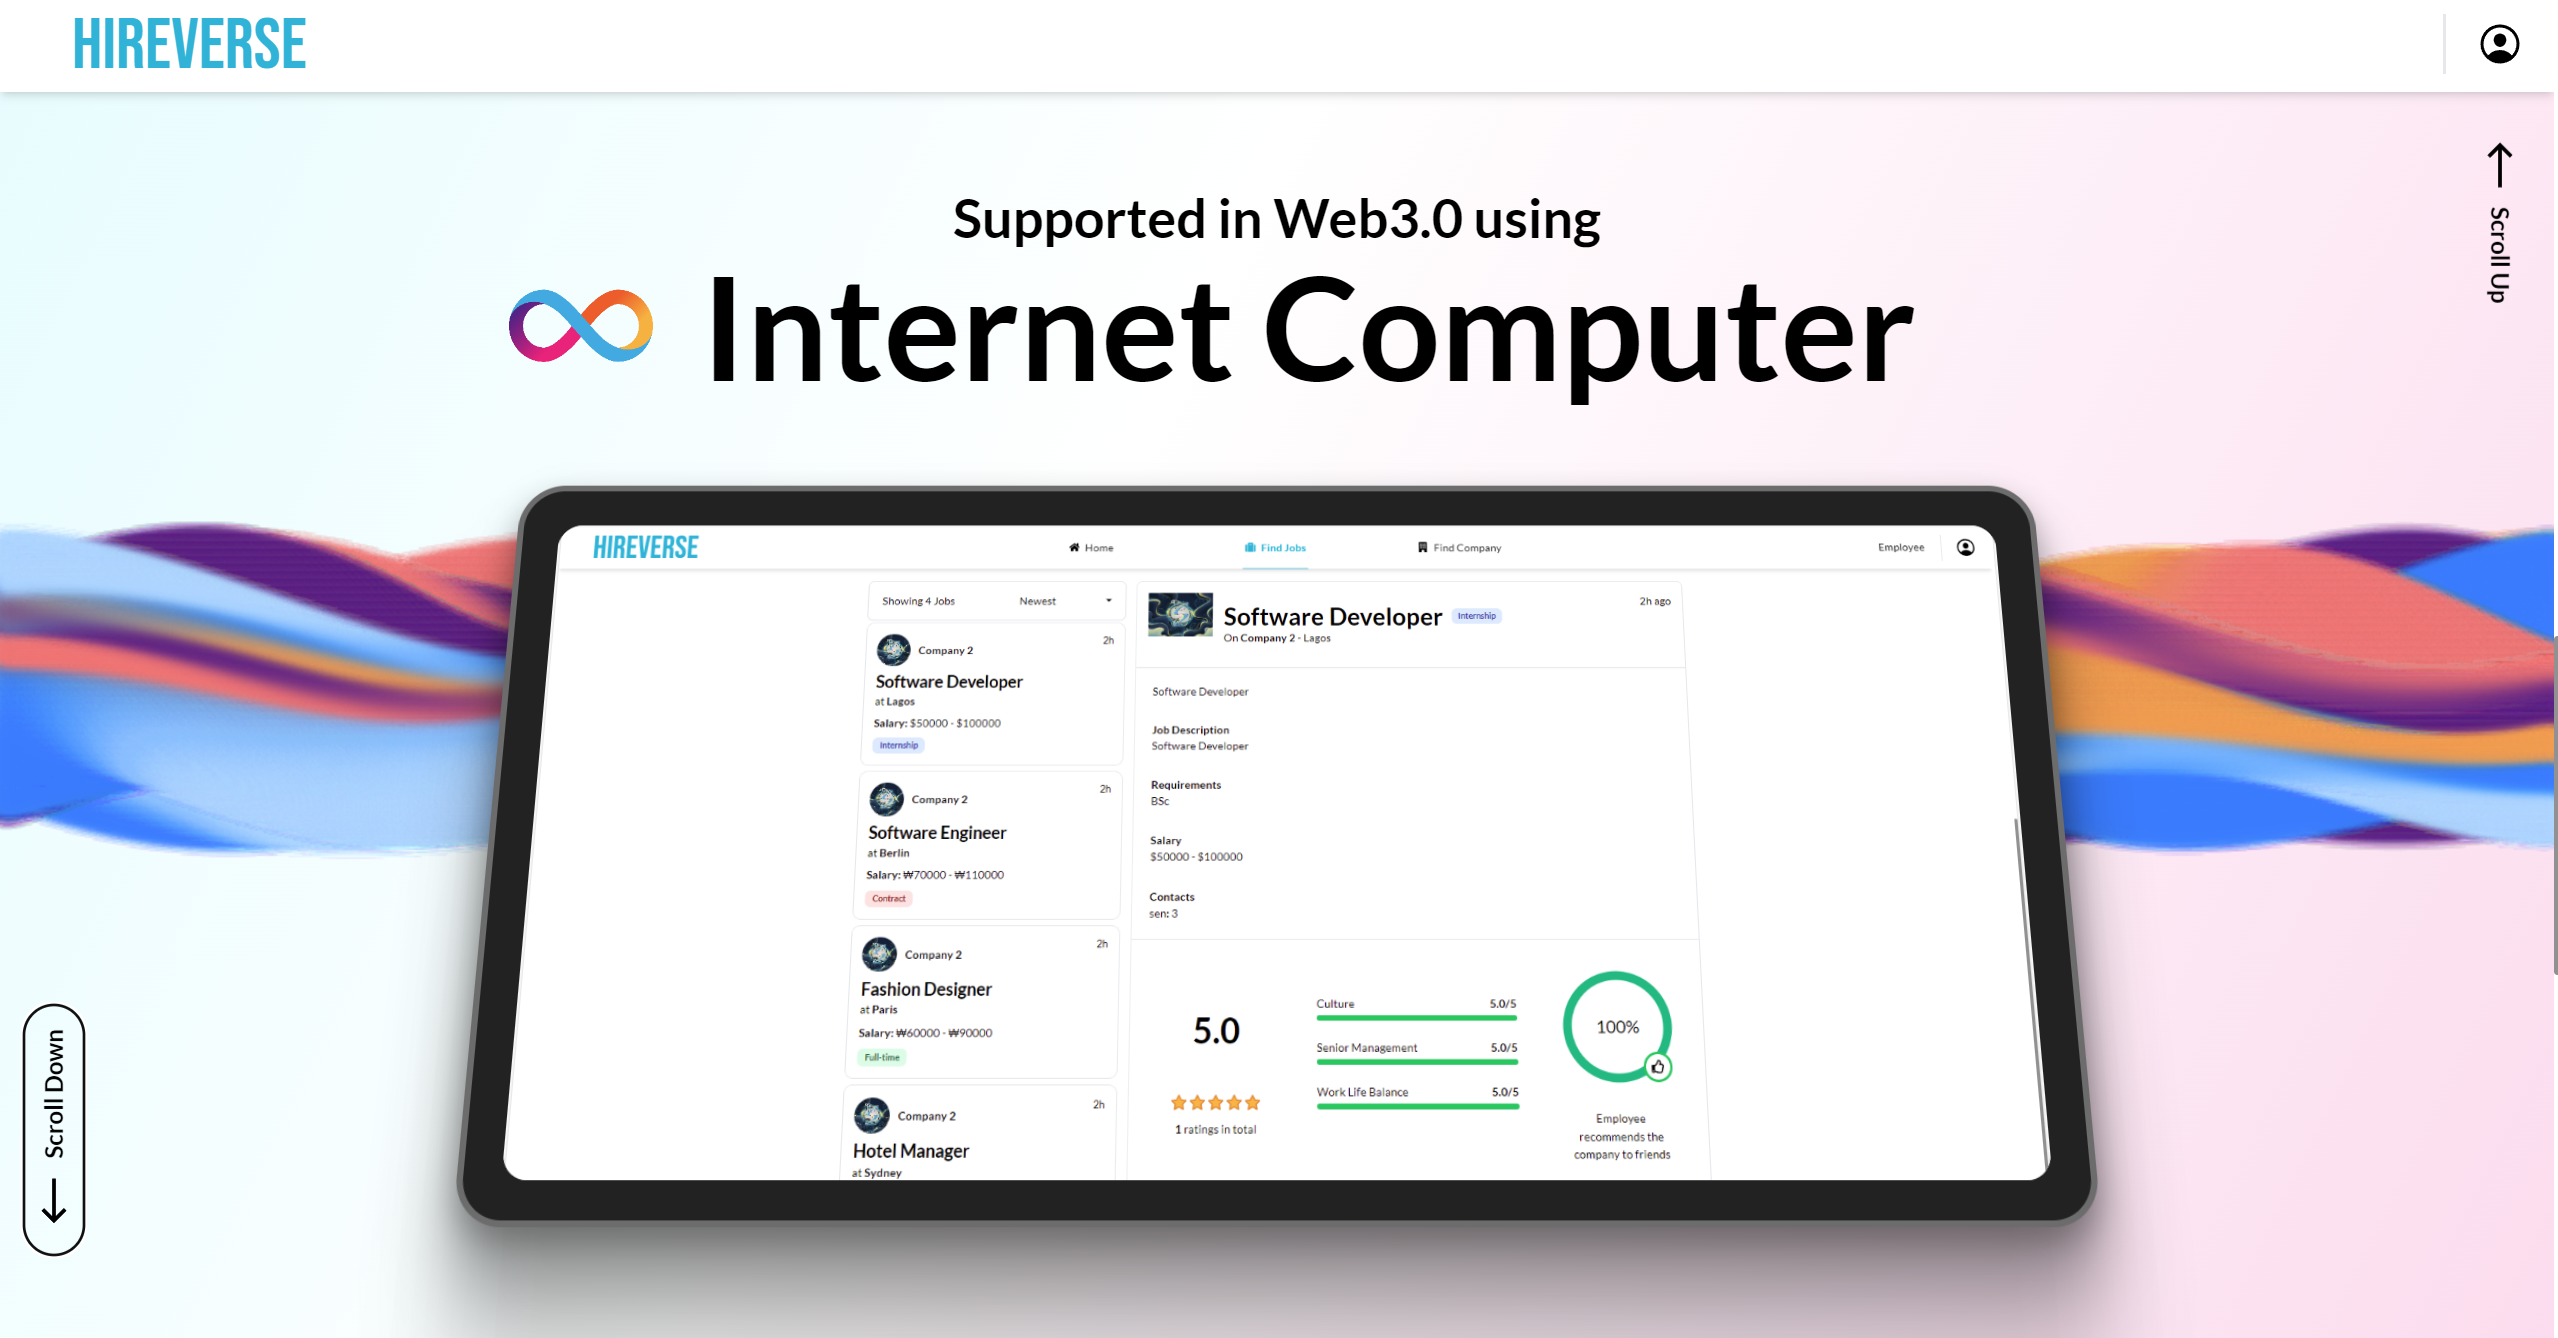 HIREVERSE
Scroll Up
Supported in Web3.0 using
Internet Computer
HIREVERSE
Home
Find Jobs
Find Company
Employee
Showing 4 Jobs
Newest
Company 2
2h
Software Developer
at Lagos
Salary: $50000 - $100000
Internship
Company 2
2h
Software Engineer
at Berlin
Salary: ₩70000 - ₩110000
Contract
Company 2
2h
Fashion Designer
at Paris
Salary: ₩60000 - ₩90000
Full-time
Company 2
2h
Hotel Manager
at Sydney
Software Developer Internship
2h ago
On Company 2 - Lagos
Software Developer
Job Description
Software Developer
Requirements
BSc
Salary
$50000 - $100000
Contacts
sen: 3
5.0
1 ratings in total
Culture 5.0/5
Senior Management 5.0/5
Work Life Balance 5.0/5
100%
Employee
recommends the
company to friends
Scroll Down